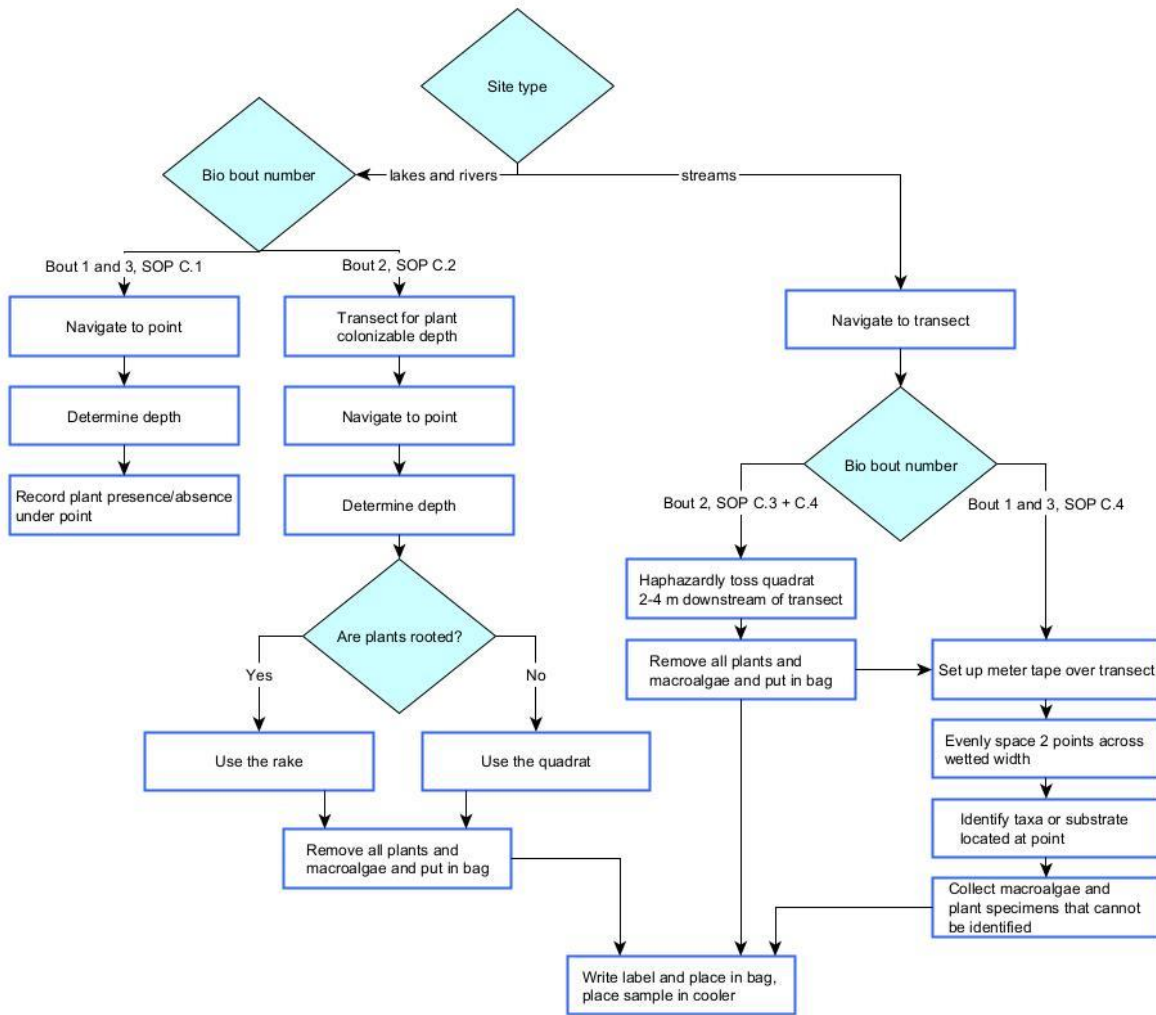 Site type
Bio bout number
lakes and rivers
streams
Bout 1 and 3, SOP C.1
Bout 2, SOP C.2
Navigate to point
Transect for plant
colonizable depth
Navigate to transect
Determine depth
Navigate to point
Bio bout number
Record plant presence/absence
under point
Determine depth
Bout 2, SOP C.3 + C.4
Bout 1 and 3, SOP C.4
Haphazardly toss quadrat
2-4 m downstream of transect
Are plants rooted?
Yes
No
Remove all plants and
macroalgae and put in bag
Set up meter tape over transect
Use the rake
Use the quadrat
Evenly space 2 points across
wetted width
Identify taxa or substrate
located at point
Remove all plants and
macroalgae and put in bag
Collect macroalgae and
plant specimens that cannot
be identified
Write label and place in bag,
place sample in cooler